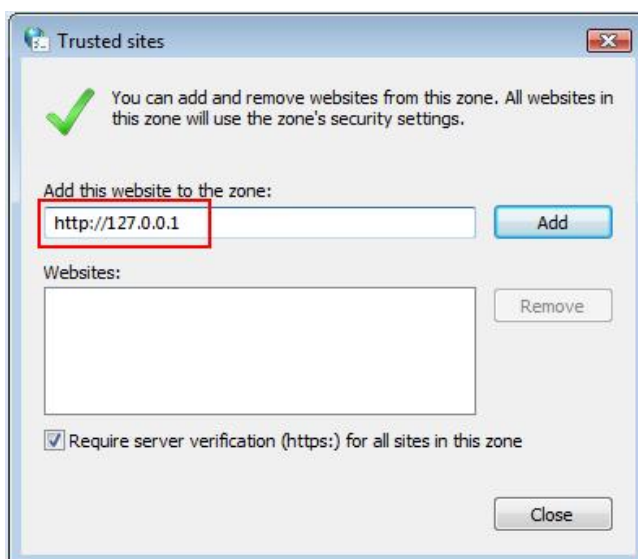 Trusted sites
You can add and remove websites from this zone. All websites in
this zone will use the zone's security settings.
Add this website to the zone:
http://127.0.0.1
Add
Websites:
Remove
Require server verification (https:) for all sites in this zone
Close